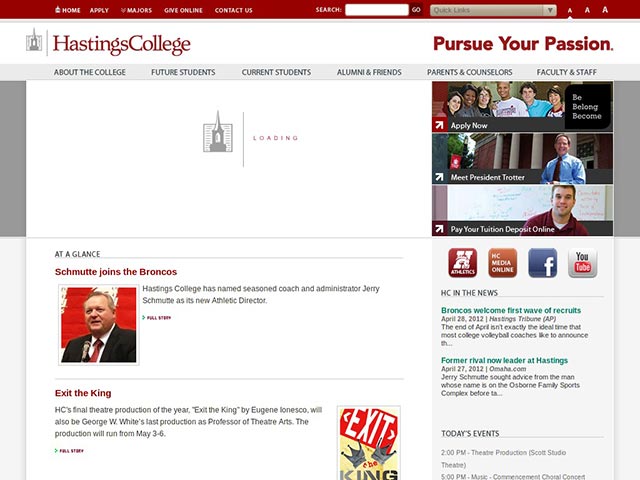 HOME APPLY MAJORS GIVE ONLINE CONTACT US SEARCH: GO Quick Links A A A
HastingsCollege
Pursue Your Passion.
ABOUT THE COLLEGE FUTURE STUDENTS CURRENT STUDENTS ALUMNI & FRIENDS PARENTS & COUNSELORS FACULTY & STAFF
LOADING
Be
Belong
Become
Apply Now
Meet President Trotter
Pay Your Tuition Deposit Online
AT A GLANCE
Schmutte joins the Broncos
Hastings College has named seasoned coach and administrator Jerry
Schmutte as its new Athletic Director.
FULL STORY
Exit the King
HC's final theatre production of the year, "Exit the King" by Eugene Ionesco, will
also be George W. White's last production as Professor of Theatre Arts. The
production will run from May 3-6.
FULL STORY
EXIT
the
KING
H
ATHLETICS
HC
MEDIA
ONLINE
f
You
Tube
HC IN THE NEWS
Broncos welcome first wave of recruits
April 28, 2012 | Hastings Tribune (AP)
The end of April isn't exactly the ideal time that
most college volleyball coaches like to announce
th...
Former rival now leader at Hastings
April 27, 2012 | Omaha.com
Jerry Schmutte sought advice from the man
whose name is on the Osborne Family Sports
Complex before ta...
TODAY'S EVENTS
2:00 PM - Theatre Production (Scott Studio
Theatre)
5:00 PM - Music - Commencement Choral Concert